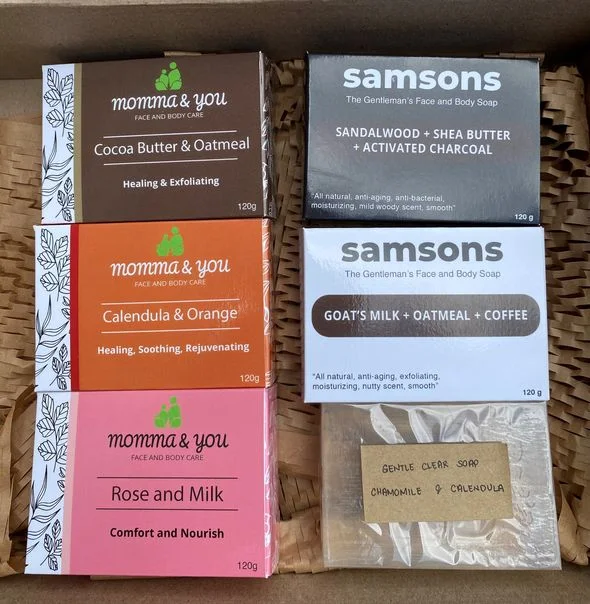 momma & you
FACE AND BODY CARE
Cocoa Butter & Oatmeal
Healing & Exfoliating
120g
samsons
The Gentleman's Face and Body Soap
SANDALWOOD + SHEA BUTTER
+ ACTIVATED CHARCOAL
"All natural, anti-aging, anti-bacterial,
moisturizing, mild woody scent, smooth"
120 g
momma & you
FACE AND BODY CARE
Calendula & Orange
Healing, Soothing, Rejuvenating
120g
samsons
The Gentleman's Face and Body Soap
GOAT'S MILK + OATMEAL + COFFEE
"All natural, anti-aging, exfoliating,
moisturizing, nutty scent, smooth"
120 g
momma & you
FACE AND BODY CARE
Rose and Milk
Comfort and Nourish
120g
GENTLE CLEAR SOAP
CHAMOMILE & CALENDULA